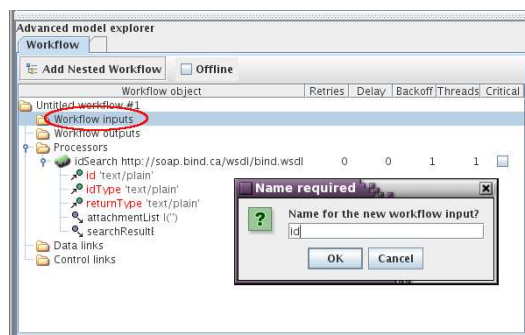 Advanced model explorer
Workflow
Add Nested Workflow Offline
Workflow object Retries Delay Backoff Threads Critical
Untitled workflow #1
Workflow inputs
Workflow outputs
Processors
idSearch http://soap.bind.ca/wsdl/bind.wsdl 0 0 1 1
id 'text/plain'
idType 'text/plain'
returnType 'text/plain'
attachmentList l('')
searchResult
Data links
Control links
Name required
Name for the new workflow input?
id
OK Cancel